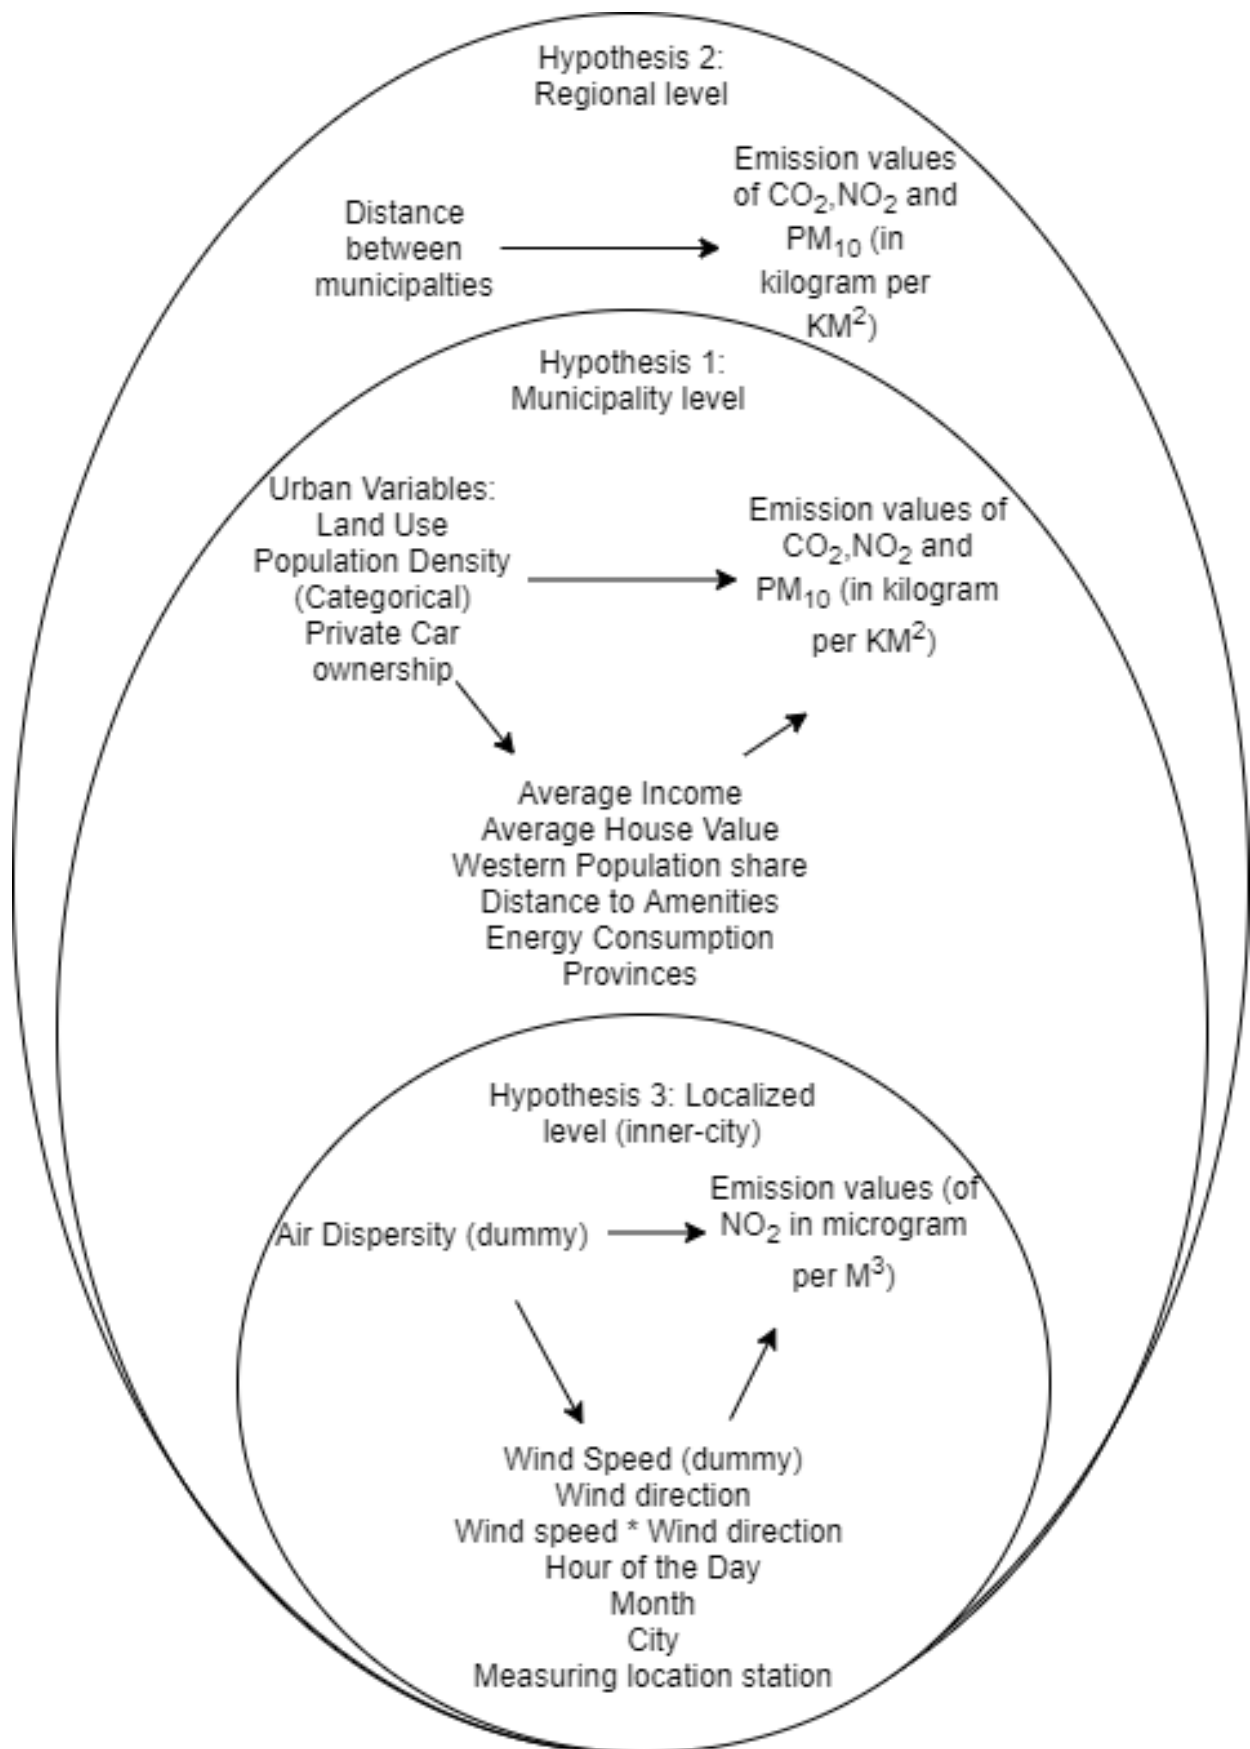 Hypothesis 2:
Regional level
Distance
between
municipalties
Emission values
of CO₂,NO₂ and
PM₁₀ (in
kilogram per
KM²)
Hypothesis 1:
Municipality level
Urban Variables:
Land Use
Population Density
(Categorical)
Private Car
ownership
Emission values of
CO₂,NO₂ and
PM₁₀ (in kilogram
per KM²)
Average Income
Average House Value
Western Population share
Distance to Amenities
Energy Consumption
Provinces
Hypothesis 3: Localized
level (inner-city)
Air Dispersity (dummy)
Emission values (of
NO₂ in microgram
per M³)
Wind Speed (dummy)
Wind direction
Wind speed * Wind direction
Hour of the Day
Month
City
Measuring location station